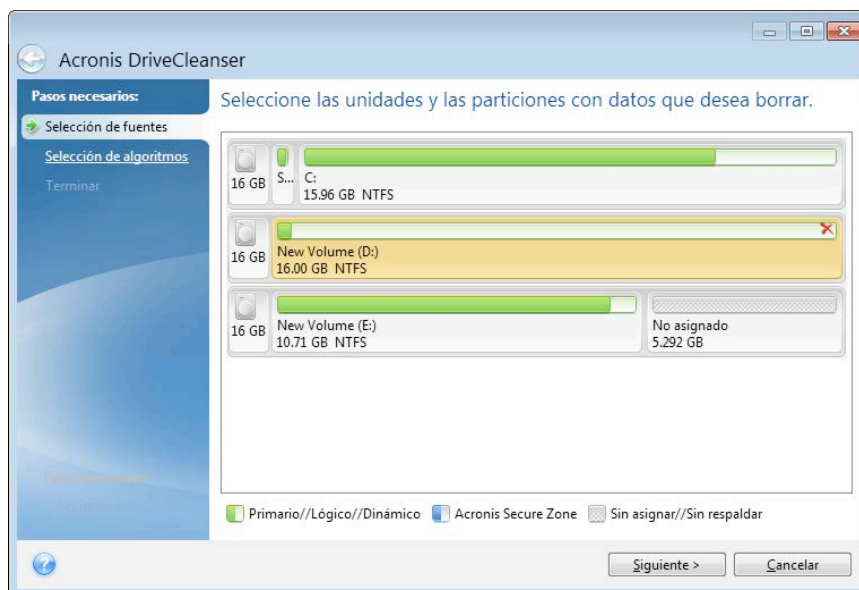 Acronis DriveCleanser
Pasos necesarios:
Selección de fuentes
Selección de algoritmos
Terminar
Seleccione las unidades y las particiones con datos que desea borrar.
16 GB
S...
C:
15.96 GB NTFS
16 GB
New Volume (D:)
16.00 GB NTFS
16 GB
New Volume (E:)
10.71 GB NTFS
No asignado
5.292 GB
Primario//Lógico//Dinámico
Acronis Secure Zone
Sin asignar//Sin respaldar
Siguiente >
Cancelar